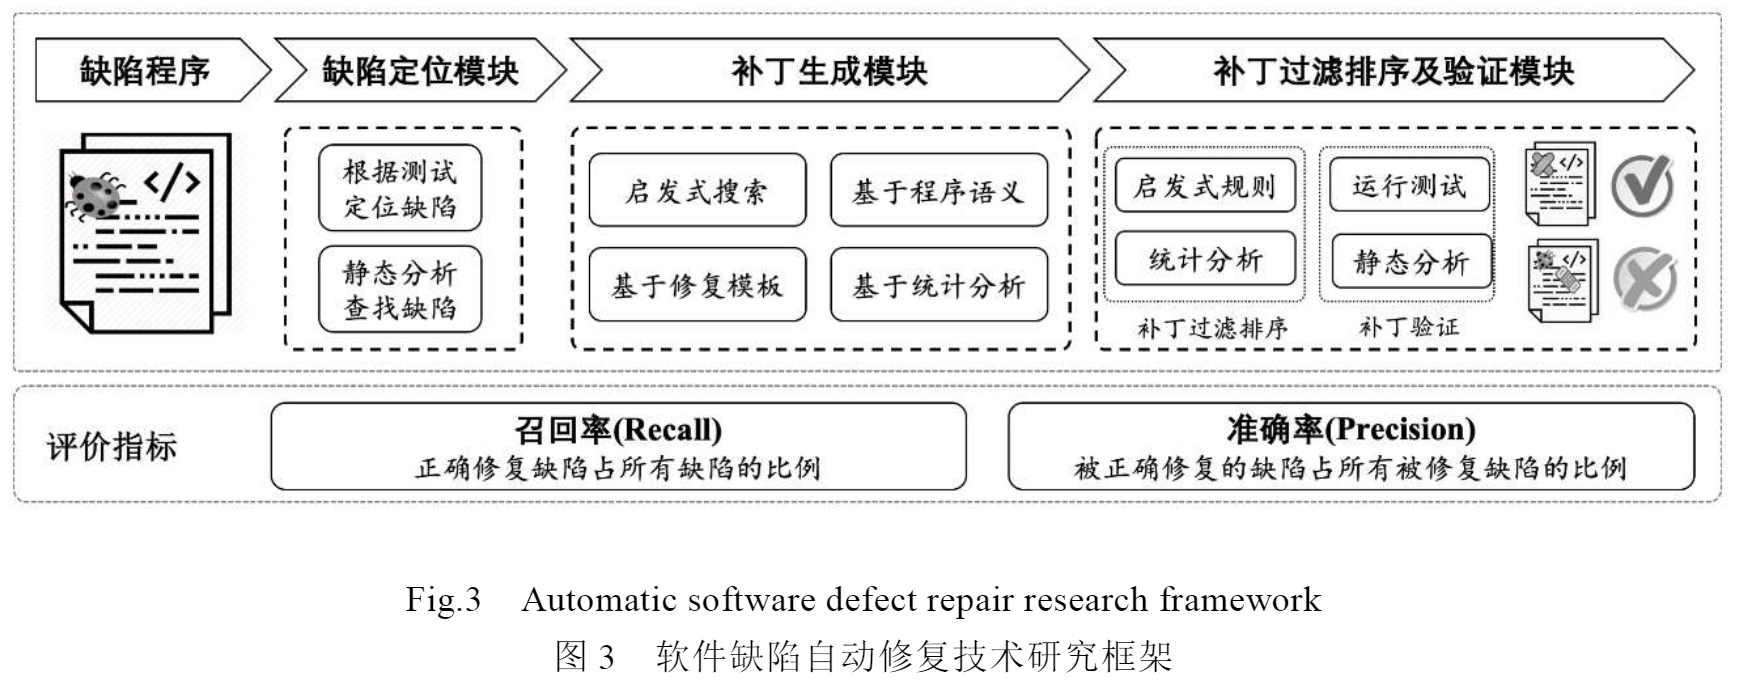 缺陷程序
缺陷定位模块
补丁生成模块
补丁过滤排序及验证模块
</>
根据测试
定位缺陷
静态分析
查找缺陷
启发式搜索
基于程序语义
基于修复模板
基于统计分析
启发式规则
统计分析
补丁过滤排序
运行测试
静态分析
补丁验证
</>
</>
评价指标
召回率(Recall)
正确修复缺陷占所有缺陷的比例
准确率(Precision)
被正确修复的缺陷占所有被修复缺陷的比例
Fig.3 Automatic software defect repair research framework
图 3 软件缺陷自动修复技术研究框架